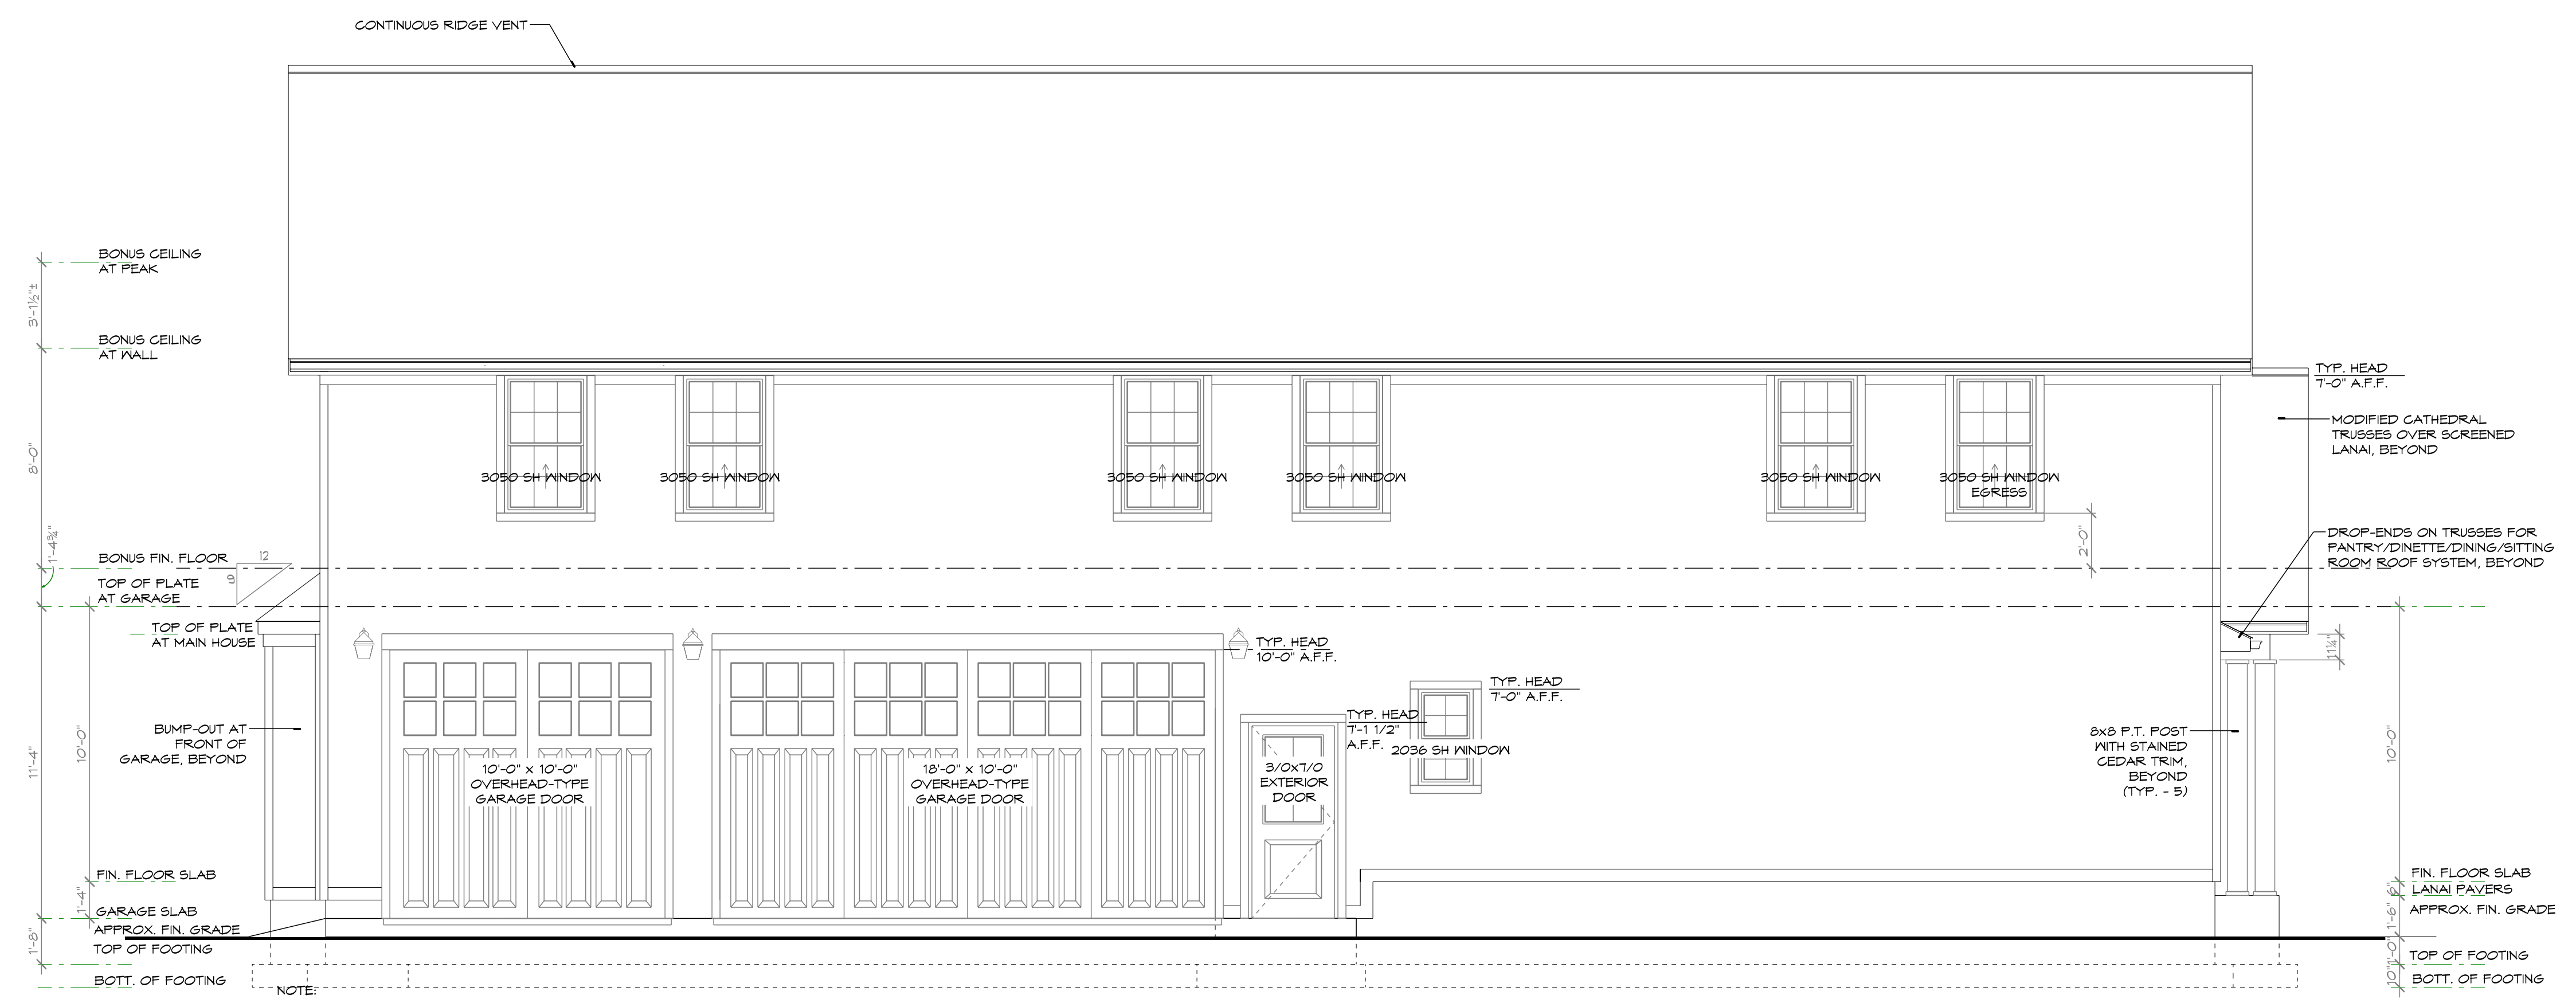 CONTINUOUS RIDGE VENT
BONUS CEILING
AT PEAK
3'-1½"±
BONUS CEILING
AT WALL
8'-0"
1'-4¾"
BONUS FIN. FLOOR
12
TOP OF PLATE
AT GARAGE
TOP OF PLATE
AT MAIN HOUSE
BUMP-OUT AT
FRONT OF
GARAGE, BEYOND
11'-4"
10'-0"
FIN. FLOOR SLAB
1'-4"
GARAGE SLAB
APPROX. FIN. GRADE
1'-8"
TOP OF FOOTING
BOTT. OF FOOTING
NOTE:
3050 SH WINDOW
3050 SH WINDOW
3050 SH WINDOW
3050 SH WINDOW
3050 SH WINDOW
3050 SH WINDOW
EGRESS
2'-0"
10'-0" x 10'-0"
OVERHEAD-TYPE
GARAGE DOOR
18'-0" x 10'-0"
OVERHEAD-TYPE
GARAGE DOOR
TYP. HEAD
10'-0" A.F.F.
3/0x7/0
EXTERIOR
DOOR
TYP. HEAD
7'-1 1/2"
A.F.F.
2036 SH WINDOW
TYP. HEAD
7'-0" A.F.F.
TYP. HEAD
7'-0" A.F.F.
MODIFIED CATHEDRAL
TRUSSES OVER SCREENED
LANAI, BEYOND
DROP-ENDS ON TRUSSES FOR
PANTRY/DINETTE/DINING/SITTING
ROOM ROOF SYSTEM, BEYOND
11¼"
8x8 P.T. POST
WITH STAINED
CEDAR TRIM,
BEYOND
(TYP. - 5)
10'-0"
FIN. FLOOR SLAB
6"
LANAI PAVERS
1'-6"
APPROX. FIN. GRADE
1'-0"
TOP OF FOOTING
10"
BOTT. OF FOOTING